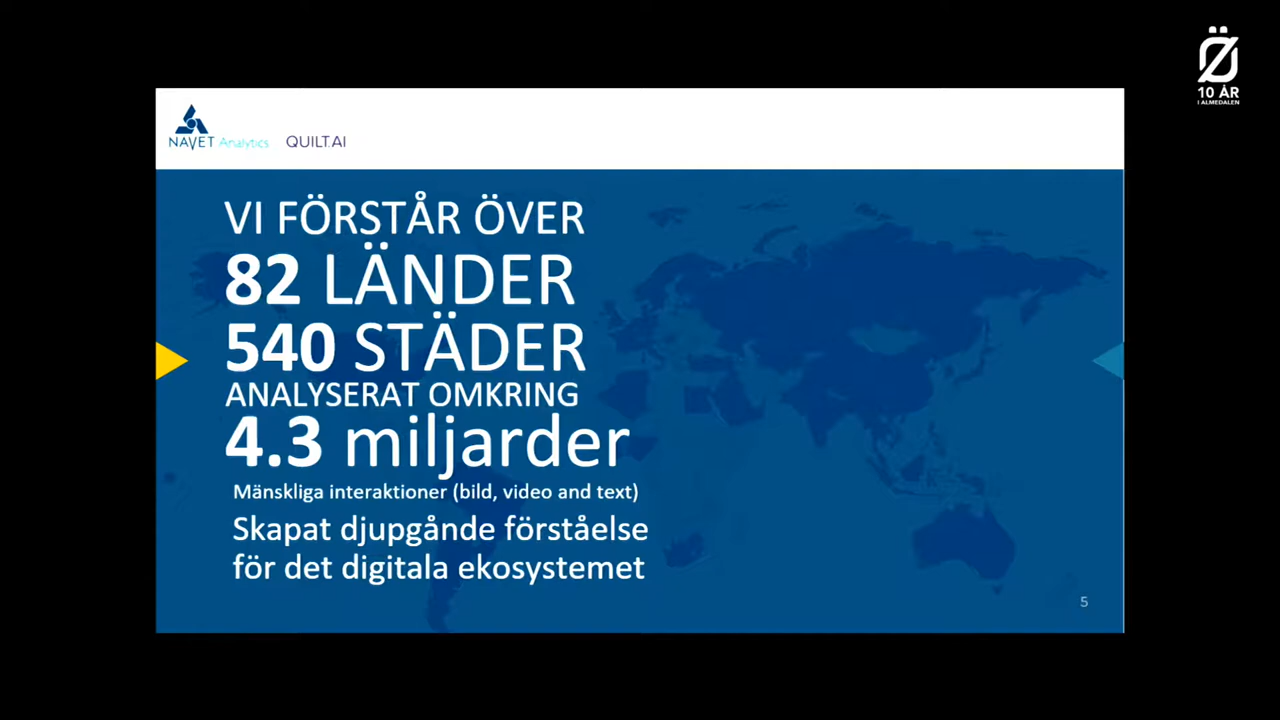 NAVET Analytics QUILT.AI
10 ÅR
I ALMEDALEN
VI FÖRSTÅR ÖVER
82 LÄNDER
540 STÄDER
ANALYSERAT OMKRING
4.3 miljarder
Mänskliga interaktioner (bild, video and text)
Skapat djupgånde förståelse
för det digitala ekosystemet
5